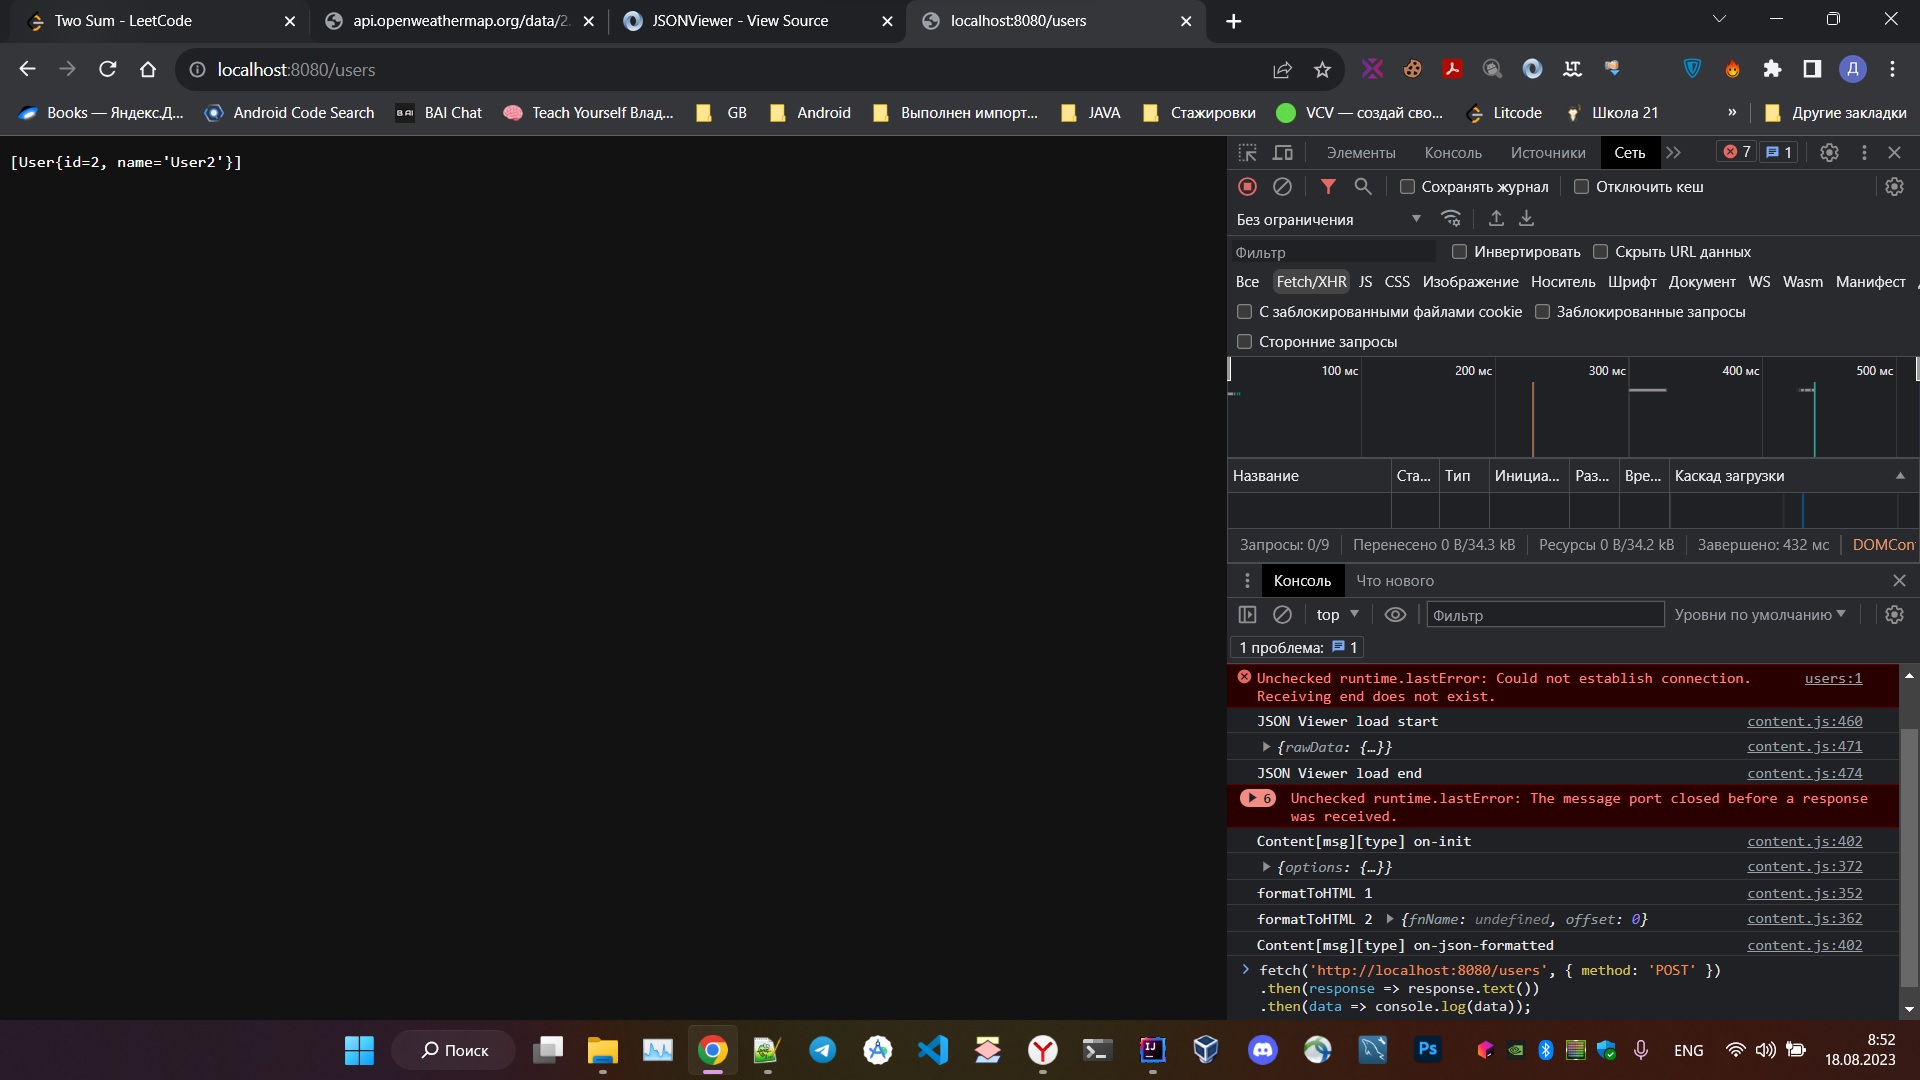 Two Sum - LeetCode
api.openweathermap.org/data/2.
JSONViewer - View Source
localhost:8080/users
localhost:8080/users
Д
Books — Яндекс.Д...
Android Code Search
BAI
BAI Chat
Teach Yourself Влад...
GB
Android
Выполнен импорт...
JAVA
Стажировки
VCV — создай сво...
Litcode
Школа 21
»
Другие закладки
[User{id=2, name='User2'}]
Элементы
Консоль
Источники
Сеть
7
1
Сохранять журнал
Отключить кеш
Без ограничения
Фильтр
Инвертировать
Скрыть URL данных
Все Fetch/XHR JS CSS Изображение Носитель Шрифт Документ WS Wasm Манифест
С заблокированными файлами cookie
Заблокированные запросы
Сторонние запросы
100 мс
200 мс
300 мс
400 мс
500 мс
Название
Ста...
Тип
Инициа...
Раз...
Вре...
Каскад загрузки
Запросы: 0/9
Перенесено 0 B/34.3 kB
Ресурсы 0 B/34.2 kB
Завершено: 432 мс
DOMCon
Консоль
Что нового
top
Фильтр
Уровни по умолчанию
1 проблема: 1
Unchecked runtime.lastError: Could not establish connection. users:1
Receiving end does not exist.
JSON Viewer load start content.js:460
{rawData: {…}} content.js:471
JSON Viewer load end content.js:474
6 Unchecked runtime.lastError: The message port closed before a response
was received.
Content[msg][type] on-init content.js:402
{options: {…}} content.js:372
formatToHTML 1 content.js:352
formatToHTML 2 {fnName: undefined, offset: 0} content.js:362
Content[msg][type] on-json-formatted content.js:402
> fetch('http://localhost:8080/users', { method: 'POST' })
.then(response => response.text())
.then(data => console.log(data));
Поиск
IJ
Ps
ENG
8:52
18.08.2023